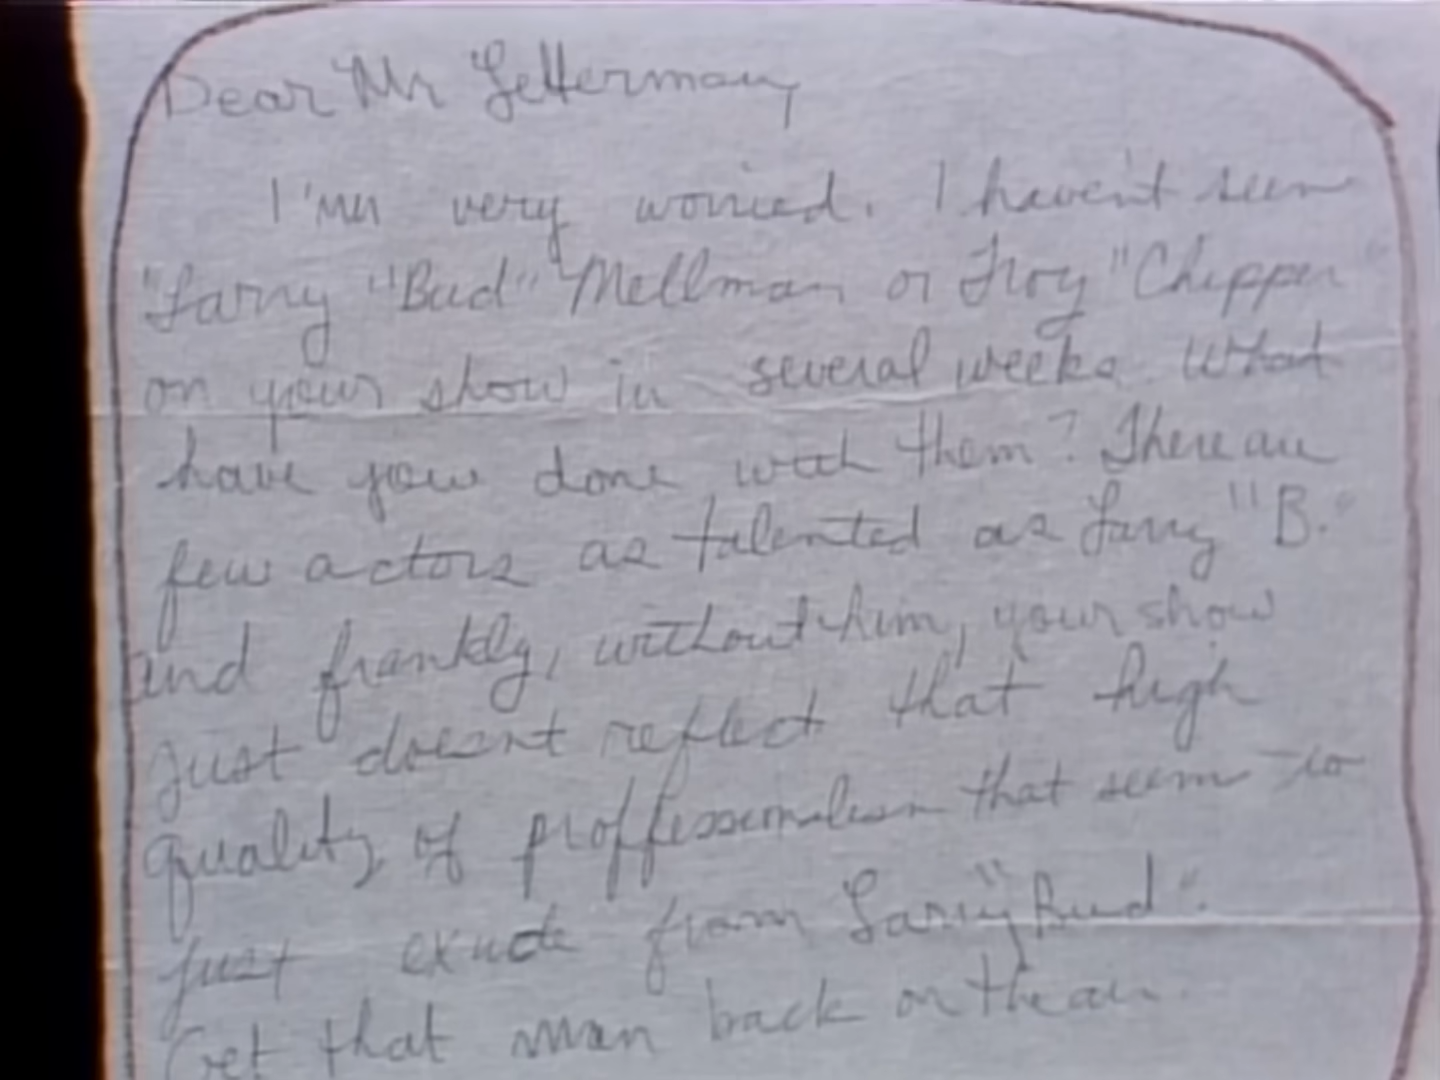 Dear Mr Letterman,
I'm very worried. I haven't seen
"Larry "Bud" Mellman or Troy "Chipper"
on your show in several weeks. What
have you done with them? There are
few actors as talented as Larry "B."
and frankly, without him, your show
just doesnt reflect that high
quality of proffessionalism that seem to
just exude from Larry "Bud".
Get that man back on the air.